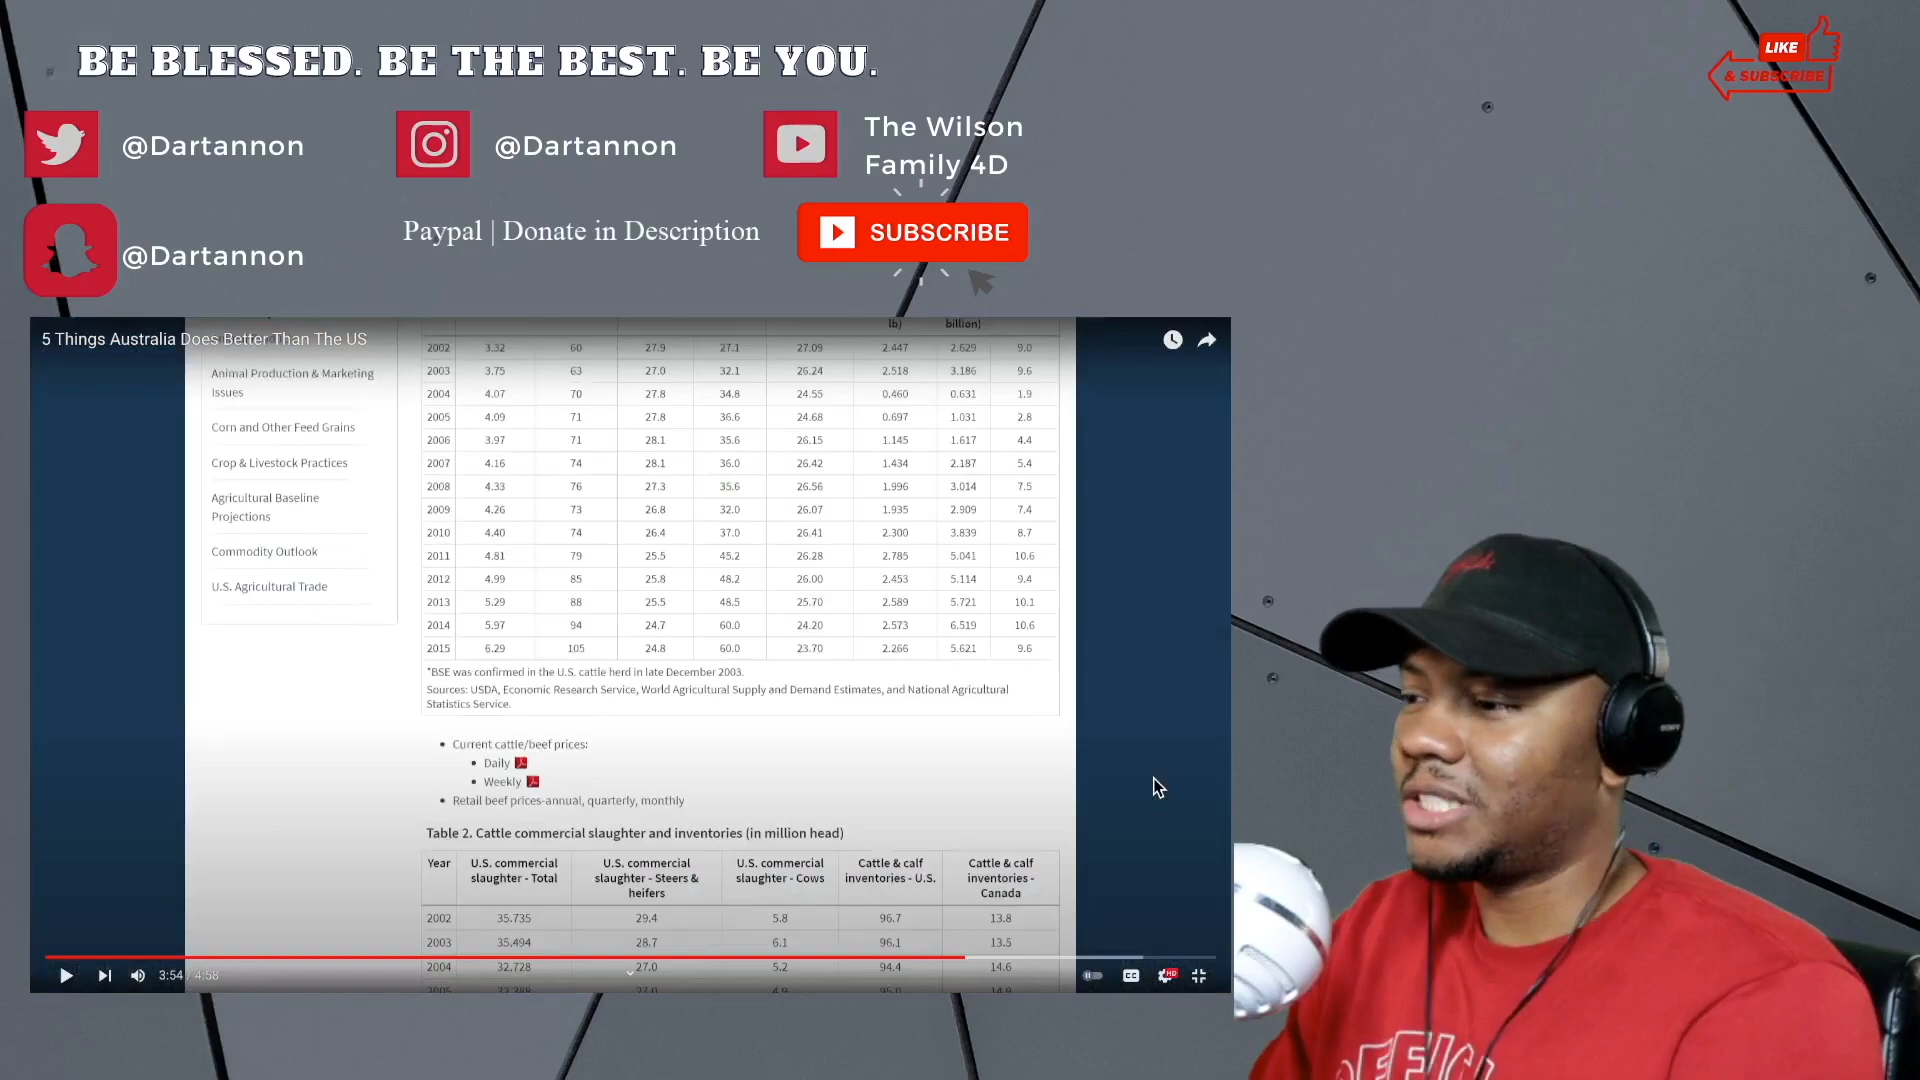 BE BLESSED. BE THE BEST. BE YOU.
LIKE
& SUBSCRIBE
@Dartannon
@Dartannon
The Wilson
Family 4D
@Dartannon
Paypal | Donate in Description
SUBSCRIBE
5 Things Australia Does Better Than The US
Animal Production & Marketing
Issues
Corn and Other Feed Grains
Crop & Livestock Practices
Agricultural Baseline
Projections
Commodity Outlook
U.S. Agricultural Trade
lb) billion)
2002 3.32 60 27.9 27.1 27.09 2.447 2.629 9.0
2003 3.75 63 27.0 32.1 26.24 2.518 3.186 9.6
2004 4.07 70 27.8 34.8 24.55 0.460 0.631 1.9
2005 4.09 71 27.8 36.6 24.68 0.697 1.031 2.8
2006 3.97 71 28.1 35.6 26.15 1.145 1.617 4.4
2007 4.16 74 28.1 36.0 26.42 1.434 2.187 5.4
2008 4.33 76 27.3 35.6 26.56 1.996 3.014 7.5
2009 4.26 73 26.8 32.0 26.07 1.935 2.909 7.4
2010 4.40 74 26.4 37.0 26.41 2.300 3.839 8.7
2011 4.81 79 25.5 45.2 26.28 2.785 5.041 10.6
2012 4.99 85 25.8 48.2 26.00 2.453 5.114 9.4
2013 5.29 88 25.5 48.5 25.70 2.589 5.721 10.1
2014 5.97 94 24.7 60.0 24.20 2.573 6.519 10.6
2015 6.29 105 24.8 60.0 23.70 2.266 5.621 9.6
*BSE was confirmed in the U.S. cattle herd in late December 2003.
Sources: USDA, Economic Research Service, World Agricultural Supply and Demand Estimates, and National Agricultural
Statistics Service.
Current cattle/beef prices:
Daily
Weekly
Retail beef prices-annual, quarterly, monthly
Table 2. Cattle commercial slaughter and inventories (in million head)
Year U.S. commercial slaughter - Total U.S. commercial slaughter - Steers & heifers U.S. commercial slaughter - Cows Cattle & calf inventories - U.S. Cattle & calf inventories - Canada
2002 35.735 29.4 5.8 96.7 13.8
2003 35.494 28.7 6.1 96.1 13.5
2004 32.728 27.0 5.2 94.4 14.6
3:54 / 4:58
CC
HD
SONY